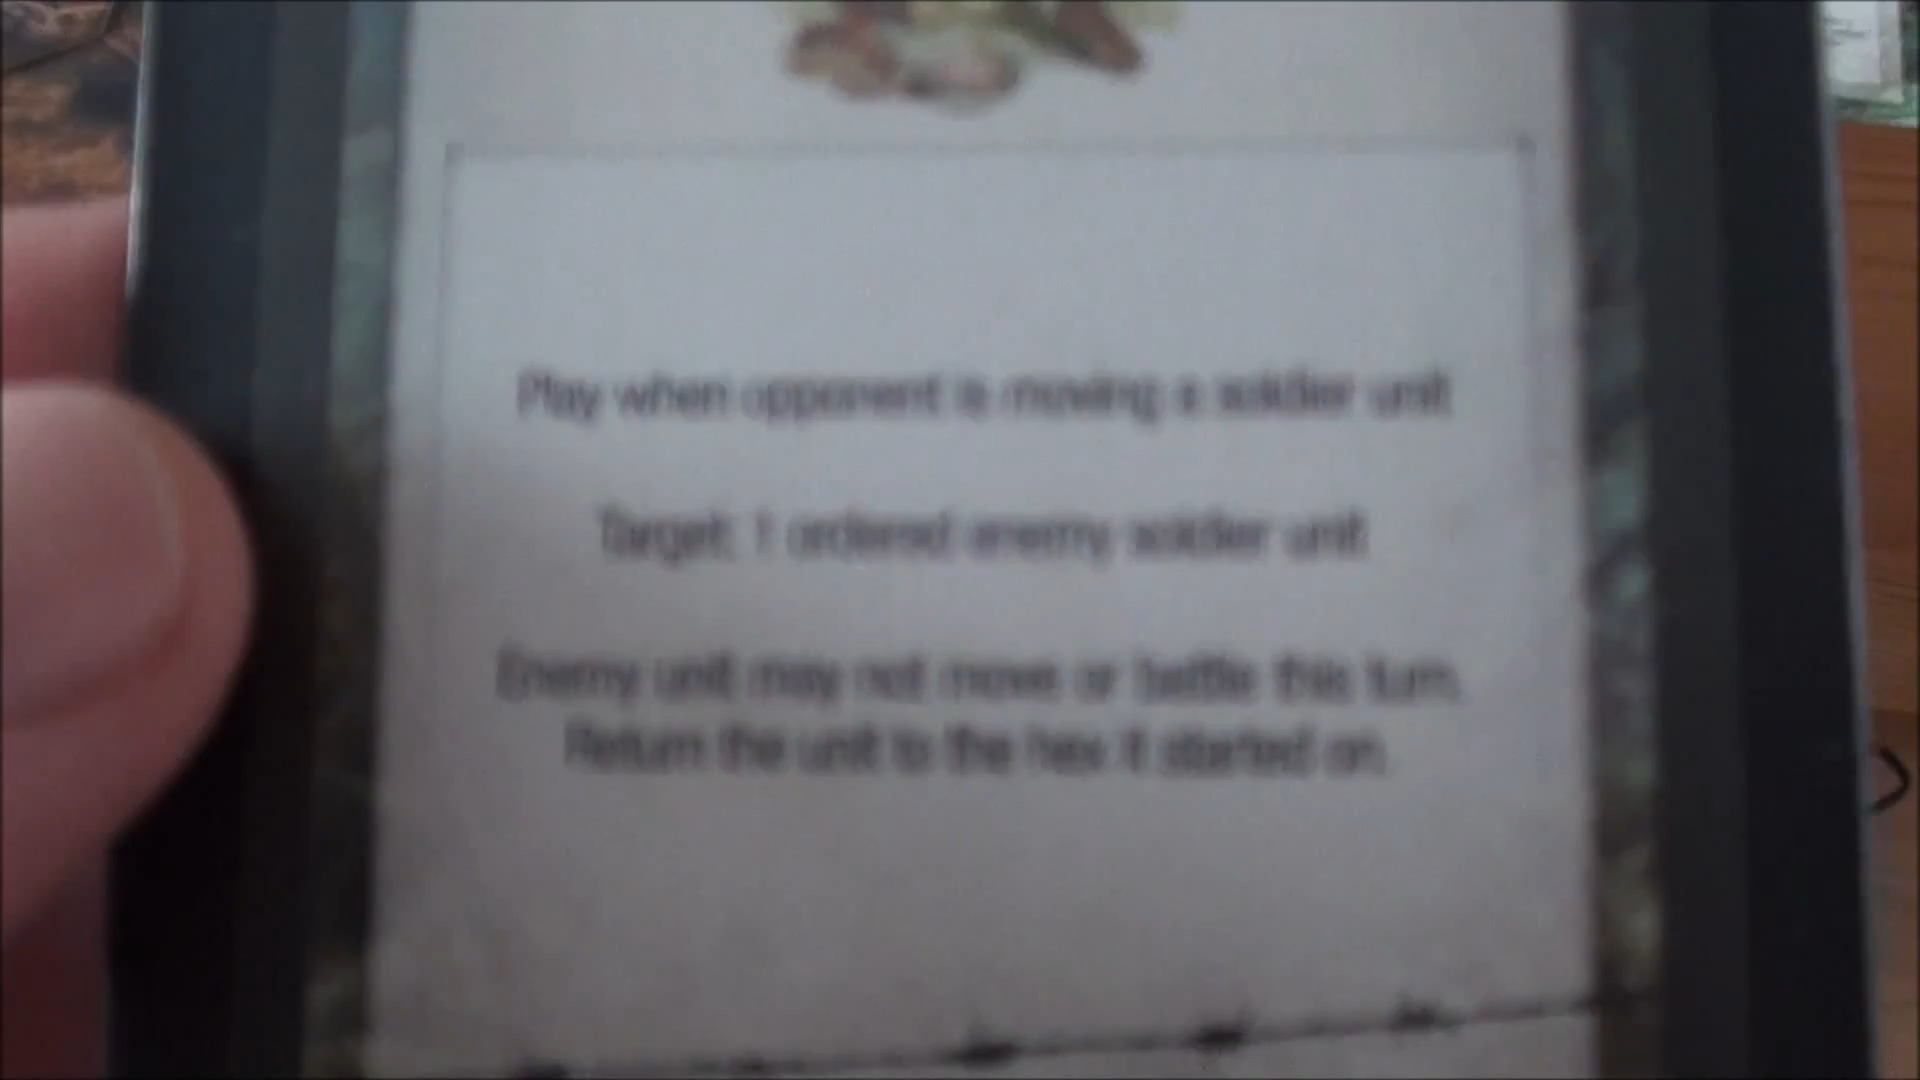 Play when opponent is moving a soldier unit
Target: 1 ordered enemy soldier unit
Enemy unit may not move or battle this turn.
Return the unit to the hex it started on.